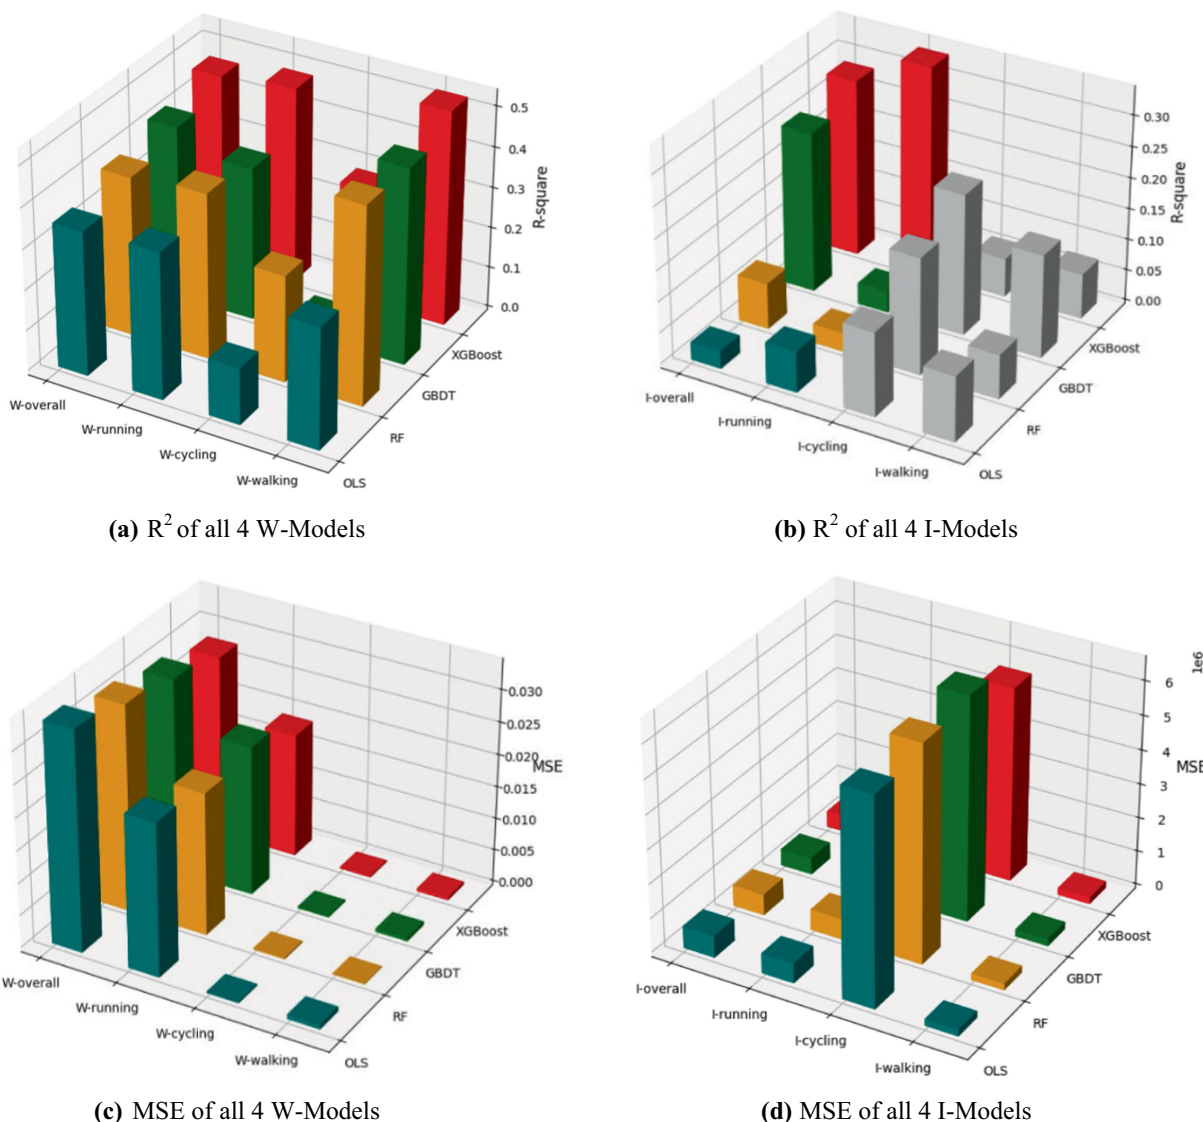 0.5
0.4
0.3
0.2
0.1
0.0
R-square
XGBoost
GBDT
RF
OLS
W-overall
W-running
W-cycling
W-walking
(a) R² of all 4 W-Models
0.30
0.25
0.20
0.15
0.10
0.05
0.00
R-square
XGBoost
GBDT
RF
OLS
I-overall
I-running
I-cycling
I-walking
(b) R² of all 4 I-Models
0.030
0.025
0.020
0.015
0.010
0.005
0.000
MSE
XGBoost
GBDT
RF
OLS
W-overall
W-running
W-cycling
W-walking
(c) MSE of all 4 W-Models
1e6
6
5
4
3
2
1
0
MSE
XGBoost
GBDT
RF
OLS
I-overall
I-running
I-cycling
I-walking
(d) MSE of all 4 I-Models